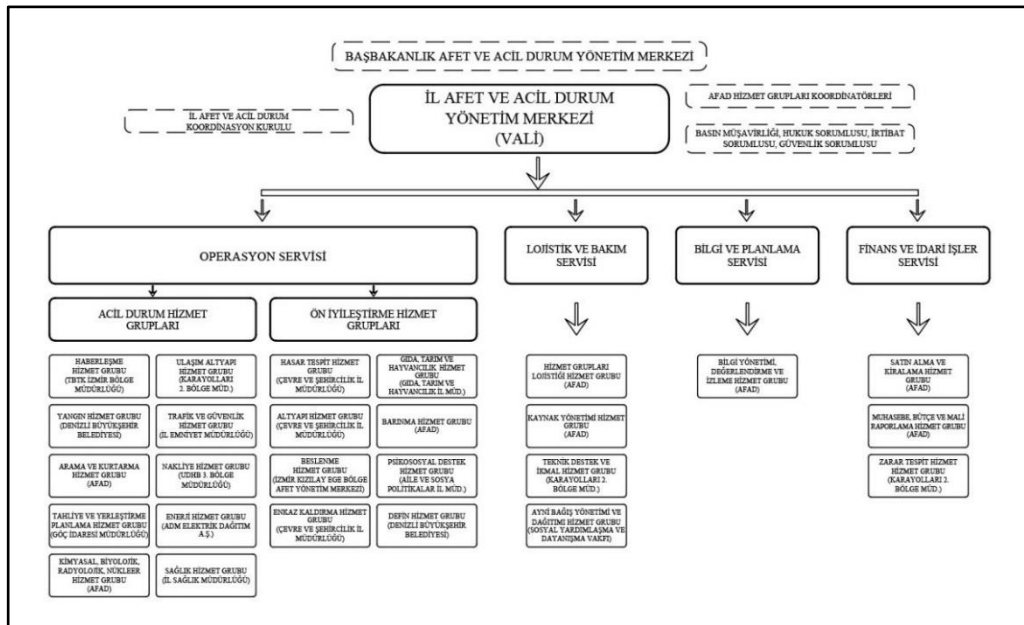 BAŞBAKANLIK AFET VE ACİL DURUM YÖNETİM MERKEZİ
İL AFET VE ACİL DURUM
YÖNETİM MERKEZİ
(VALİ)
İL AFET VE ACİL DURUM
KOORDİNASYON KURULU
AFAD HİZMET GRUPLARI KOORDİNATÖRLERİ
BASIN MÜŞAVİRLİĞİ, HUKUK SORUMLUSU, İRTİBAT
SORUMLUSU, GÜVENLİK SORUMLUSU
OPERASYON SERVİSİ
LOJİSTİK VE BAKIM
SERVİSİ
BİLGİ VE PLANLAMA
SERVİSİ
FİNANS VE İDARİ İŞLER
SERVİSİ
ACİL DURUM HİZMET
GRUPLARI
ÖN İYİLEŞTİRME HİZMET
GRUPLARI
HABERLEŞME
HİZMET GRUBU
(TBTK İZMİR BÖLGE
MÜDÜRLÜĞÜ)
YANGIN HİZMET GRUBU
(DENİZLİ BÜYÜKŞEHİR
BELEDİYESİ)
ARAMA VE KURTARMA
HİZMET GRUBU
(AFAD)
TAHLİYE VE YERLEŞTİRME
PLANLAMA HİZMET GRUBU
(GÖÇ İDARESİ MÜDÜRLÜĞÜ)
KİMYASAL, BİYOLOJİK,
RADYOLOJİK, NÜKLEER
HİZMET GRUBU
(AFAD)
ULAŞIM ALTYAPI
HİZMET GRUBU
(KARAYOLLARI
2. BÖLGE MÜD.)
TRAFİK VE GÜVENLİK
HİZMET GRUBU
(İL EMNİYET MÜDÜRLÜĞÜ)
NAKLİYE HİZMET GRUBU
(UDHB 3. BÖLGE
MÜDÜRLÜĞÜ)
ENERJİ HİZMET GRUBU
(ADM ELEKTRİK DAĞITIM
A.Ş.)
SAĞLIK HİZMET GRUBU
(İL SAĞLIK MÜDÜRLÜĞÜ)
HASAR TESPİT HİZMET
GRUBU
(ÇEVRE VE ŞEHİRCİLİK İL
MÜDÜRLÜĞÜ)
ALTYAPI HİZMET GRUBU
(ÇEVRE VE ŞEHİRCİLİK İL
MÜDÜRLÜĞÜ)
BESLENME
HİZMET GRUBU
(İZMİR KIZILAY EGE BÖLGE
AFET YÖNETİM MERKEZİ)
ENKAZ KALDIRMA HİZMET
GRUBU
(ÇEVRE VE ŞEHİRCİLİK İL
MÜDÜRLÜĞÜ)
GIDA, TARIM VE
HAYVANCILIK HİZMET
GRUBU
(GIDA, TARIM VE
HAYVANCILIK İL MÜD.)
BARINMA HİZMET GRUBU
(AFAD)
PSİKOSOSYAL DESTEK
HİZMET GRUBU
(AİLE VE SOSYA
POLİTİKALAR İL MÜD.)
DEFİN HİZMET GRUBU
(DENİZLİ BÜYÜKŞEHİR
BELEDİYESİ)
HİZMET GRUPLARI
LOJİSTİĞİ HİZMET GRUBU
(AFAD)
KAYNAK YÖNETİMİ HİZMET
GRUBU
(AFAD)
TEKNİK DESTEK VE
İKMAL HİZMET GRUBU
(KARAYOLLARI 2.
BÖLGE MÜD.)
AYNİ BAĞIŞ YÖNETİMİ VE
DAĞITIMI HİZMET GRUBU
(SOSYAL YARDIMLAŞMA VE
DAYANIŞMA VAKFI)
BİLGİ YÖNETİMİ,
DEĞERLENDİRME VE
İZLEME HİZMET GRUBU
(AFAD)
SATIN ALMA VE
KİRALAMA HİZMET
GRUBU
(AFAD)
MUHASEBE, BÜTÇE VE MALİ
RAPORLAMA HİZMET GRUBU
(AFAD)
ZARAR TESPİT HİZMET
HİZMET GRUBU
(KARAYOLLARI 2.
BÖLGE MÜD.)